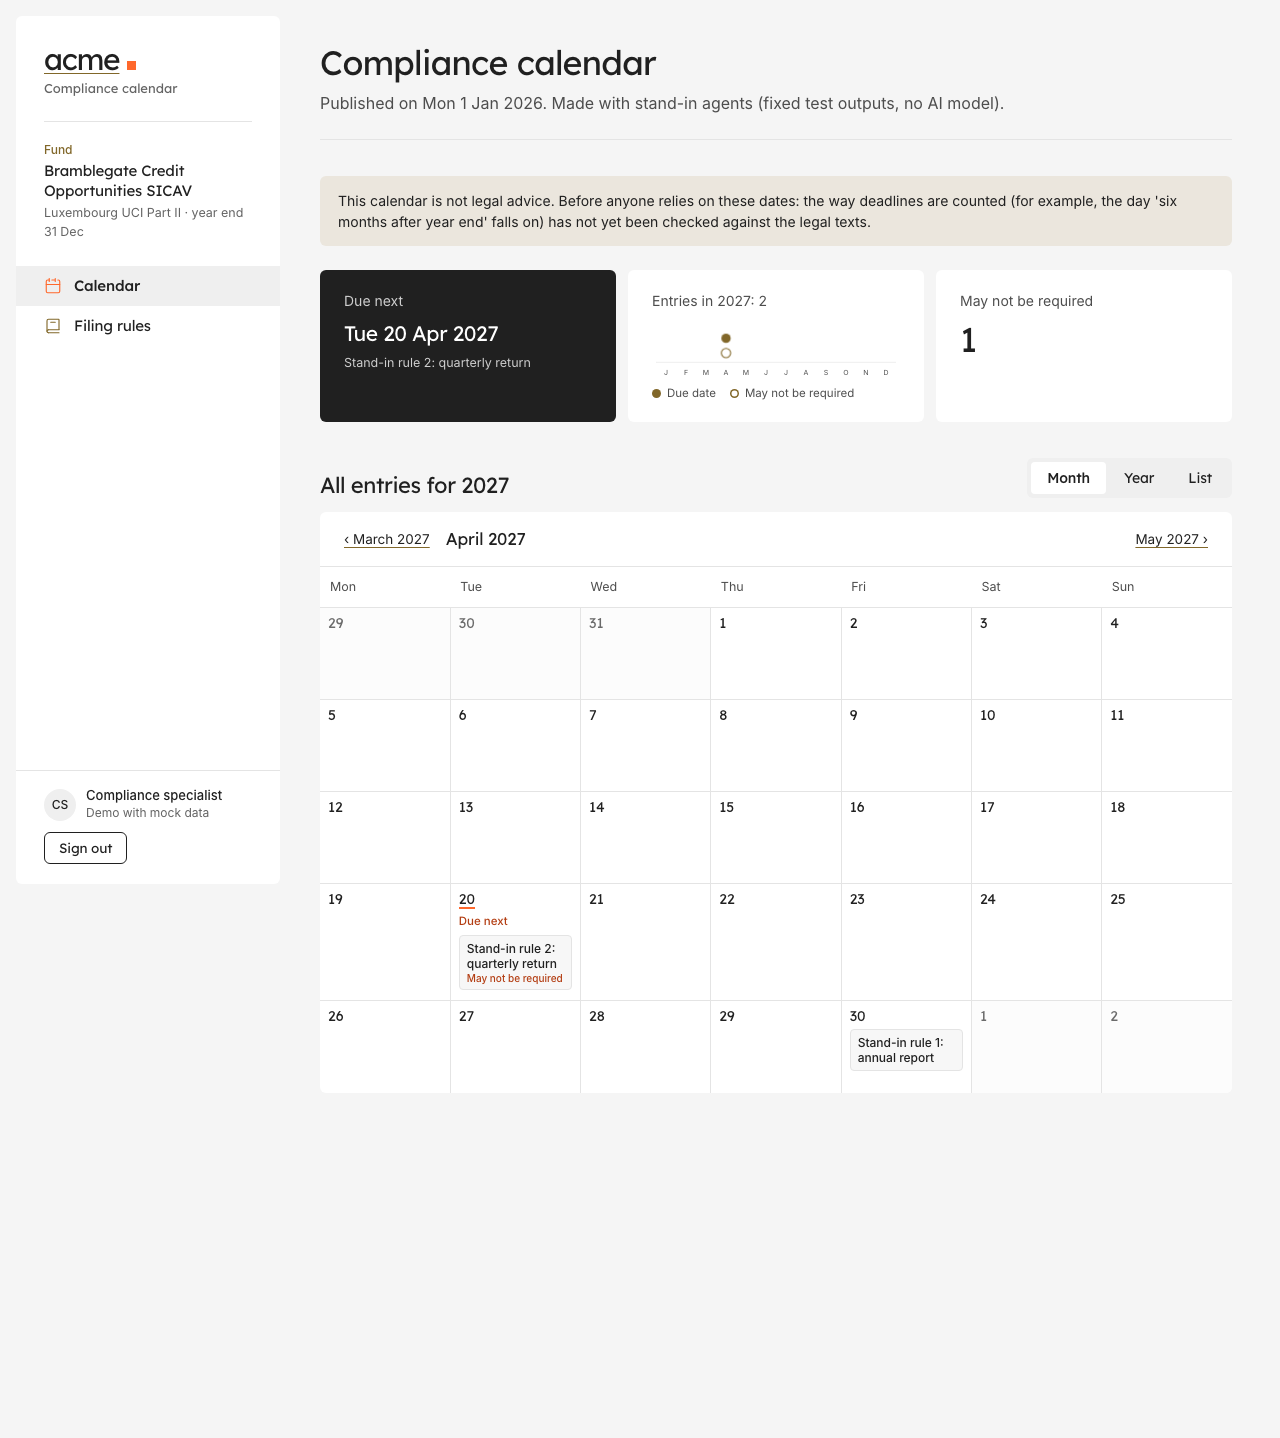 acme
Compliance calendar
Fund
Bramblegate Credit
Opportunities SICAV
Luxembourg UCI Part II · year end
31 Dec
Calendar
Filing rules
CS
Compliance specialist
Demo with mock data
Sign out
Compliance calendar
Published on Mon 1 Jan 2026. Made with stand-in agents (fixed test outputs, no AI model).
This calendar is not legal advice. Before anyone relies on these dates: the way deadlines are counted (for example, the day 'six
months after year end' falls on) has not yet been checked against the legal texts.
Due next
Tue 20 Apr 2027
Stand-in rule 2: quarterly return
Entries in 2027: 2
J F M A M J J A S O N D
Due date May not be required
May not be required
1
All entries for 2027
Month Year List
‹ March 2027 April 2027 May 2027 ›
Mon Tue Wed Thu Fri Sat Sun
29 30 31 1 2 3 4
5 6 7 8 9 10 11
12 13 14 15 16 17 18
19 20 21 22 23 24 25
Due next
Stand-in rule 2:
quarterly return
May not be required
26 27 28 29 30 1 2
Stand-in rule 1:
annual report